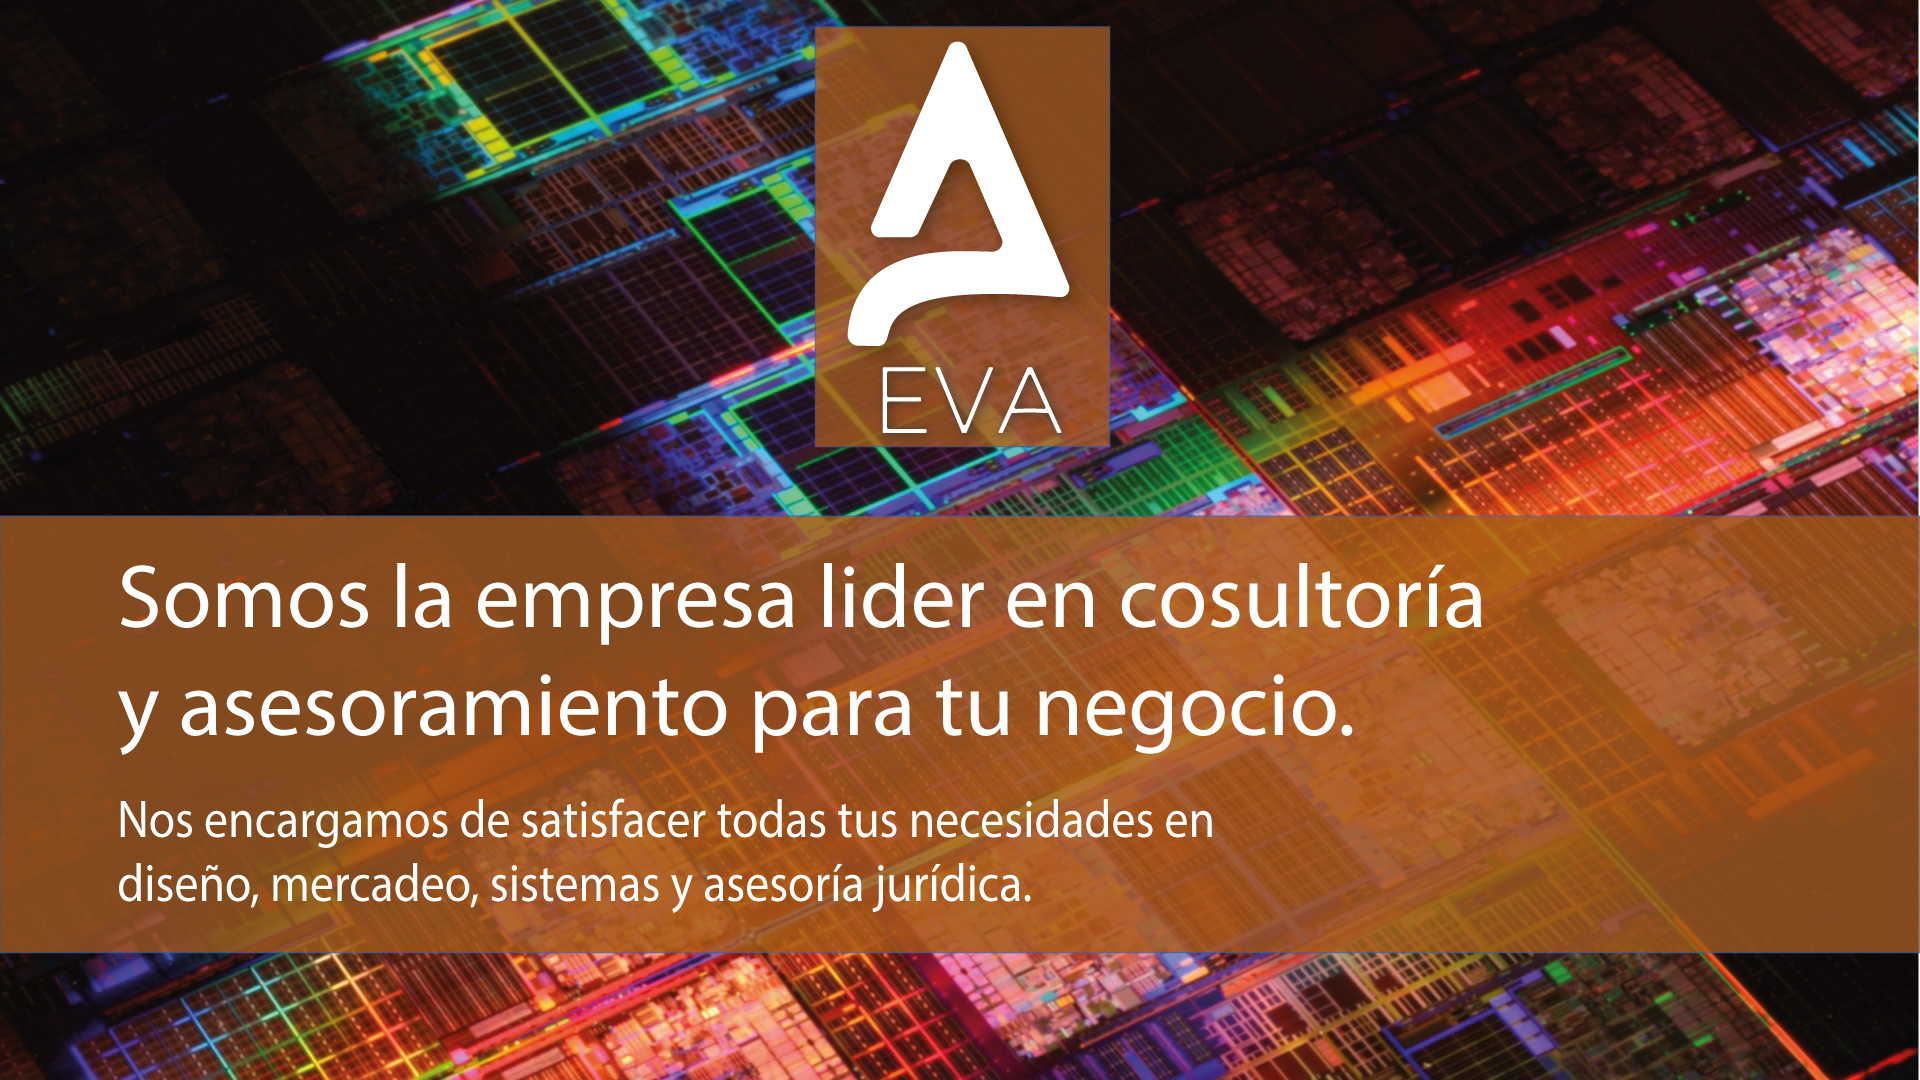 EVA
Somos la empresa lider en cosultoría
y asesoramiento para tu negocio.
Nos encargamos de satisfacer todas tus necesidades en
diseño, mercadeo, sistemas y asesoría jurídica.